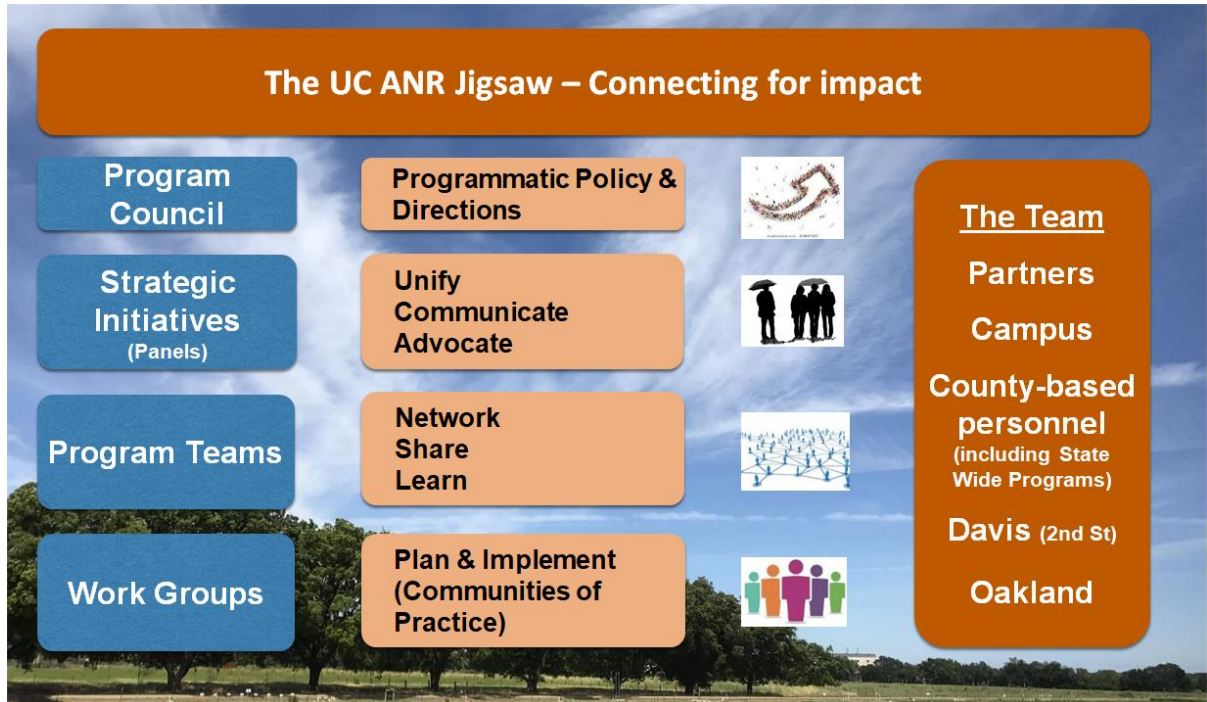 The UC ANR Jigsaw – Connecting for impact
Program
Council
Programmatic Policy &
Directions
Strategic
Initiatives
(Panels)
Unify
Communicate
Advocate
Program Teams
Network
Share
Learn
Work Groups
Plan & Implement
(Communities of
Practice)
The Team
Partners
Campus
County-based
personnel
(including State
Wide Programs)
Davis (2nd St)
Oakland